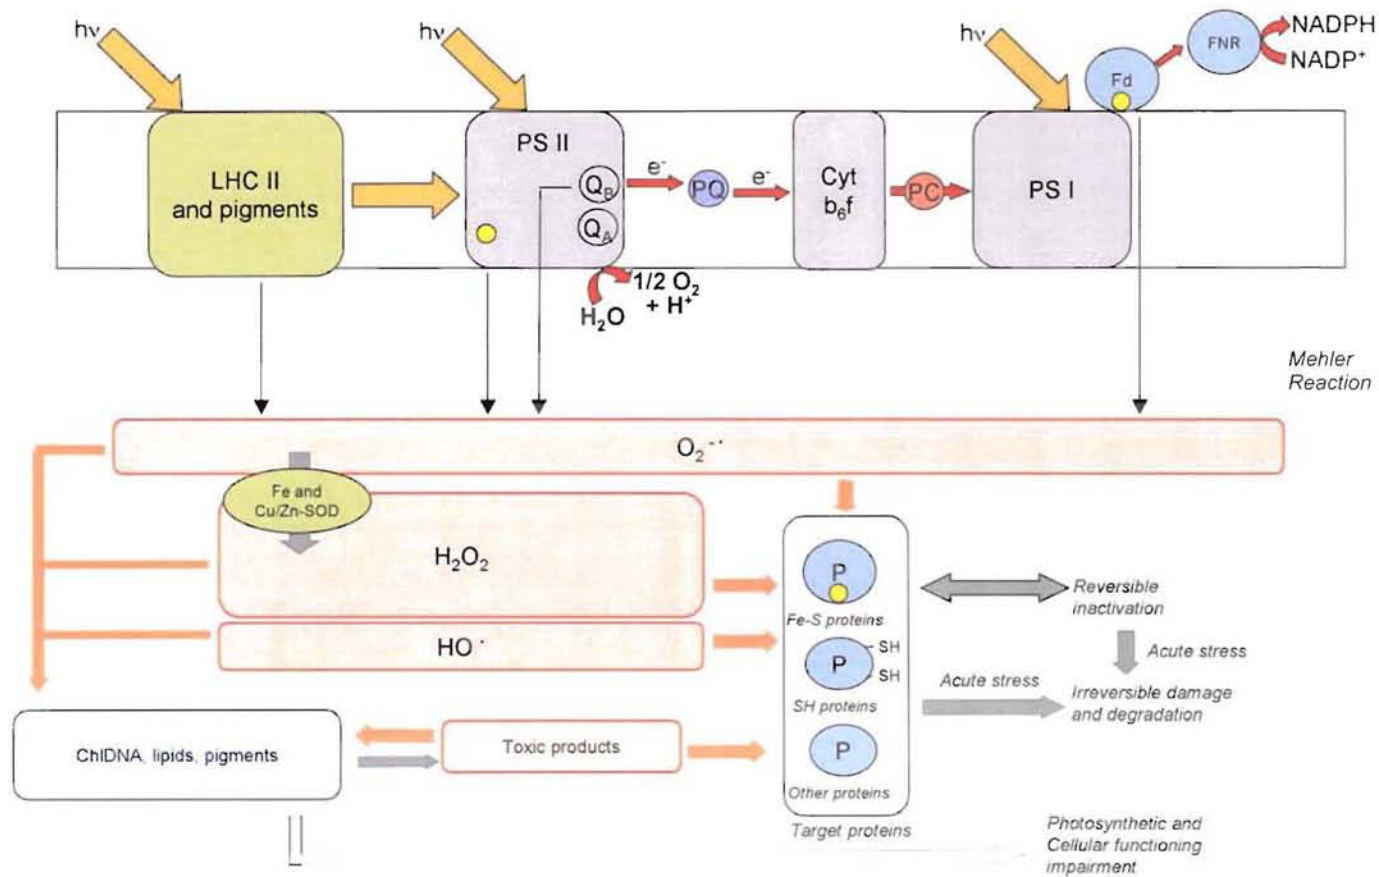 hν
hν
hν
FNR
NADPH
NADP⁺
Fd
LHC II
and pigments
PS II
Q_B
Q_A
e⁻
PQ
e⁻
Cyt
b₆f
PC
PS I
1/2 O₂
+ H⁺
H₂O
Mehler
Reaction
O₂⁻·
Fe and
Cu/Zn-SOD
H₂O₂
HO·
P
Fe-S proteins
P
SH
SH
SH proteins
P
Other proteins
Target proteins
Reversible
inactivation
Acute stress
Acute stress
Irreversible damage
and degradation
ChlDNA, lipids, pigments
Toxic products
Photosynthetic and
Cellular functioning
impairment